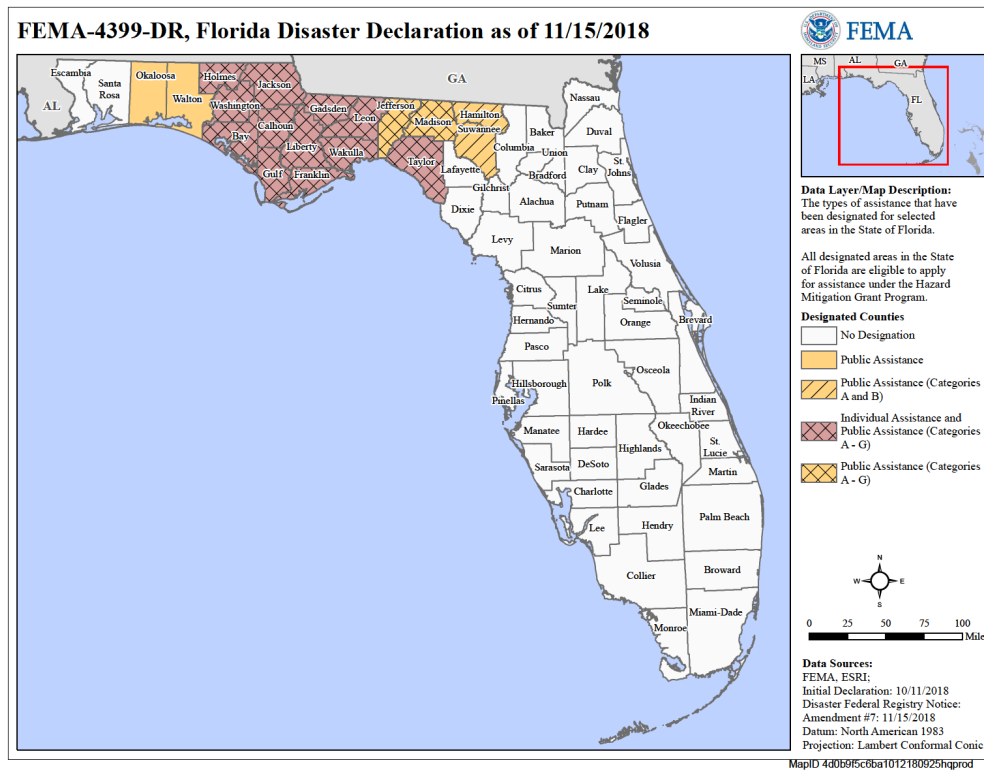 FEMA-4399-DR, Florida Disaster Declaration as of 11/15/2018
FEMA
GA
AL
Escambia
Santa
Rosa
Okaloosa
Walton
Holmes
Jackson
Washington
Bay
Calhoun
Gadsden
Leon
Liberty
Wakulla
Gulf
Franklin
Jefferson
Madison
Hamilton
Suwannee
Taylor
Lafayette
Nassau
Baker
Duval
Columbia
Union
Bradford
Clay
St.
Johns
Gilchrist
Alachua
Putnam
Dixie
Flagler
Levy
Marion
Volusia
Citrus
Lake
Sumter
Seminole
Hernando
Orange
Brevard
Pasco
Osceola
Hillsborough
Polk
Pinellas
Indian
River
Manatee
Hardee
Okeechobee
Highlands
St.
Lucie
Sarasota
DeSoto
Martin
Charlotte
Glades
Lee
Hendry
Palm Beach
Collier
Broward
Miami-Dade
Monroe
MS
AL
GA
LA
FL
Data Layer/Map Description:
The types of assistance that have
been designated for selected
areas in the State of Florida.
All designated areas in the State
of Florida are eligible to apply
for assistance under the Hazard
Mitigation Grant Program.
Designated Counties
No Designation
Public Assistance
Public Assistance (Categories
A and B)
Individual Assistance and
Public Assistance (Categories
A - G)
Public Assistance (Categories
A - G)
N
W E
S
0 25 50 75 100
Mile
Data Sources:
FEMA, ESRI;
Initial Declaration: 10/11/2018
Disaster Federal Registry Notice:
Amendment #7: 11/15/2018
Datum: North American 1983
Projection: Lambert Conformal Conic
MapID 4d0b9f5c6ba1012180925hqprod